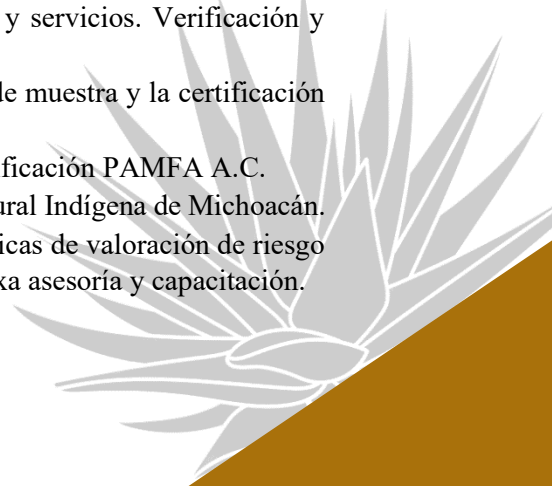 y servicios. Verificación y
de muestra y la certificación
ificación PAMFA A.C.
ural Indígena de Michoacán.
icas de valoración de riesgo
xa asesoría y capacitación.